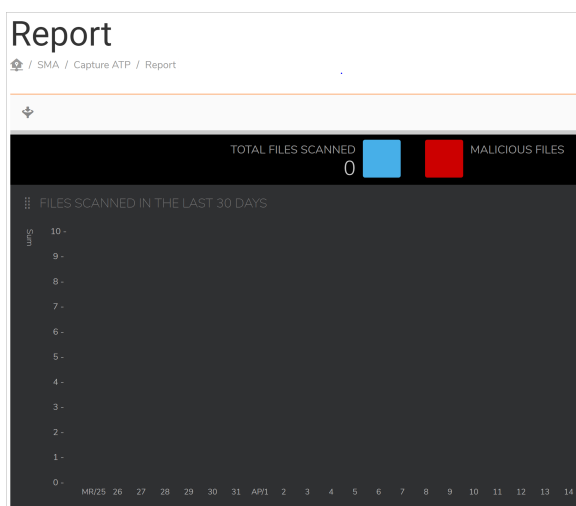 Report
/ SMA / Capture ATP / Report
TOTAL FILES SCANNED
0
MALICIOUS FILES
FILES SCANNED IN THE LAST 30 DAYS
Sum
10 -
9 -
8 -
7 -
6 -
5 -
4 -
3 -
2 -
1 -
0 -
MR/25 26 27 28 29 30 31 AP/1 2 3 4 5 6 7 8 9 10 11 12 13 14